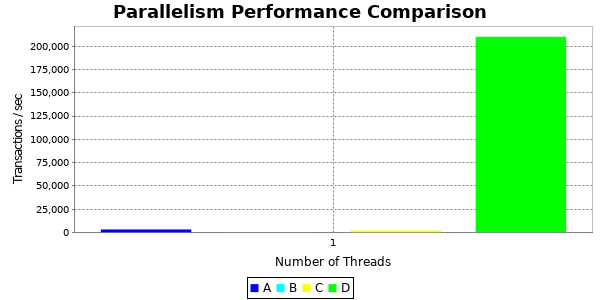 Parallelism Performance Comparison
Transactions / sec
200,000
175,000
150,000
125,000
100,000
75,000
50,000
25,000
0
1
Number of Threads
A B C D